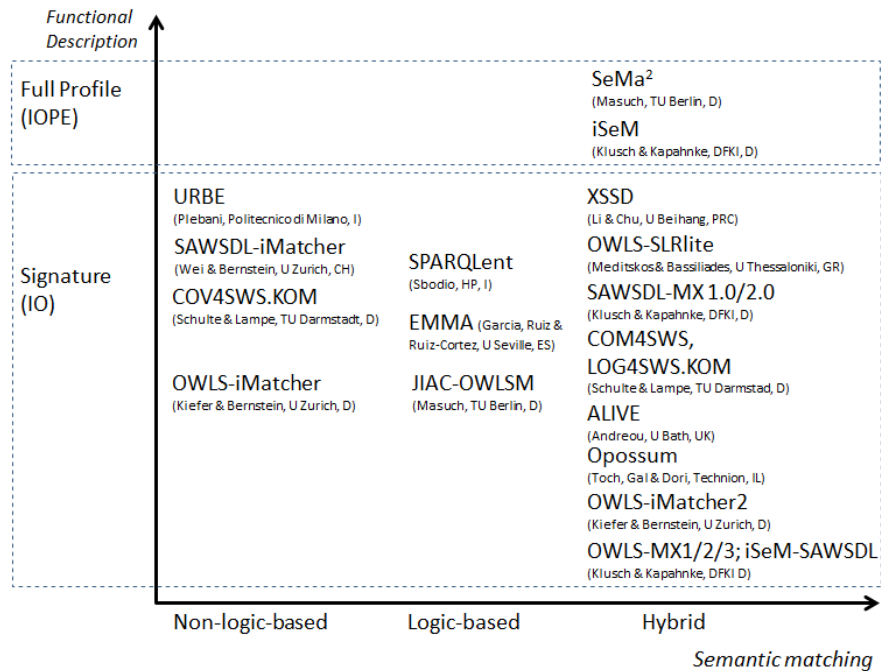 Functional
Description
Full Profile
(IOPE)
SeMa²
(Masuch, TU Berlin, D)
iSeM
(Klusch & Kapahnke, DFKI, D)
Signature
(IO)
URBE
(Plebani, Politecnico di Milano, I)
SAWSDL-iMatcher
(Wei & Bernstein, U Zurich, CH)
COV4SWS.KOM
(Schulte & Lampe, TU Darmstadt, D)
OWLS-iMatcher
(Kiefer & Bernstein, U Zurich, D)
SPARQLent
(Sbodio, HP, I)
EMMA (Garcia, Ruiz &
Ruiz-Cortez, U Seville, ES)
JIAC-OWLSM
(Masuch, TU Berlin, D)
XSSD
(Li & Chu, U Beihang, PRC)
OWLS-SLRlite
(Meditskos & Bassiliades, U Thessaloniki, GR)
SAWSDL-MX 1.0/2.0
(Klusch & Kapahnke, DFKI, D)
COM4SWS,
LOG4SWS.KOM
(Schulte & Lampe, TU Darmstad, D)
ALIVE
(Andreou, U Bath, UK)
Opossum
(Toch, Gal & Dori, Technion, IL)
OWLS-iMatcher2
(Kiefer & Bernstein, U Zurich, D)
OWLS-MX1/2/3; iSeM-SAWSDL
(Klusch & Kapahnke, DFKI D)
Non-logic-based
Logic-based
Hybrid
Semantic matching